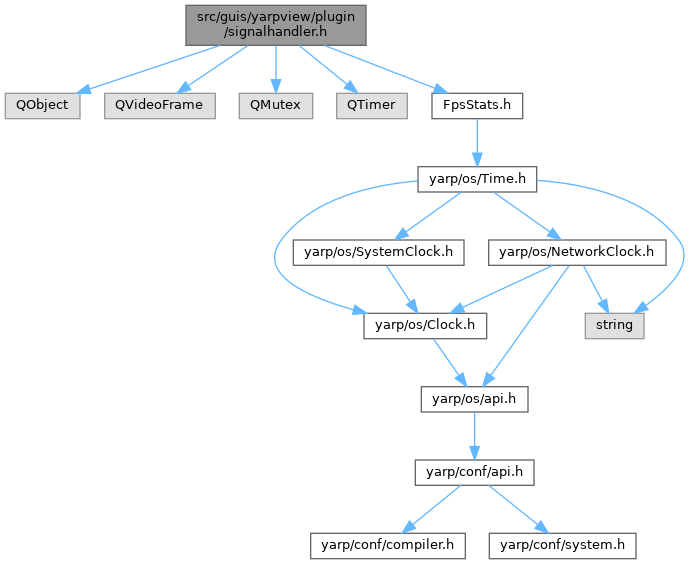 src/guis/yarpview/plugin
/signalhandler.h
QObject
QVideoFrame
QMutex
QTimer
FpsStats.h
yarp/os/Time.h
yarp/os/SystemClock.h
yarp/os/NetworkClock.h
yarp/os/Clock.h
string
yarp/os/api.h
yarp/conf/api.h
yarp/conf/compiler.h
yarp/conf/system.h